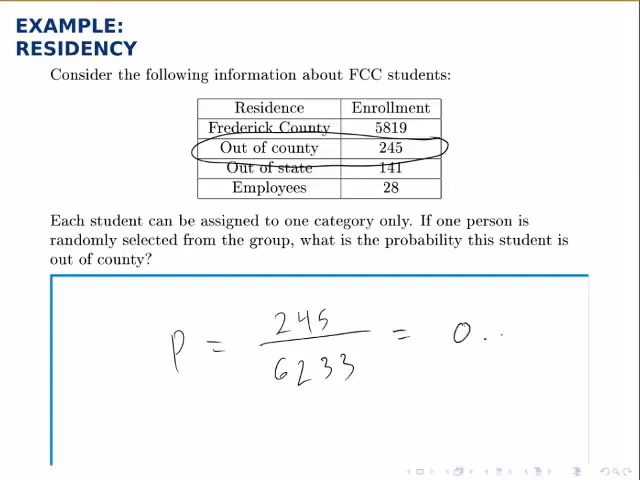 EXAMPLE:
RESIDENCY
Consider the following information about FCC students:
Residence Enrollment
Frederick County 5819
Out of county 245
Out of state 141
Employees 28
Each student can be assigned to one category only. If one person is
randomly selected from the group, what is the probability this student is
out of county?
P = 245/6233 = 0..